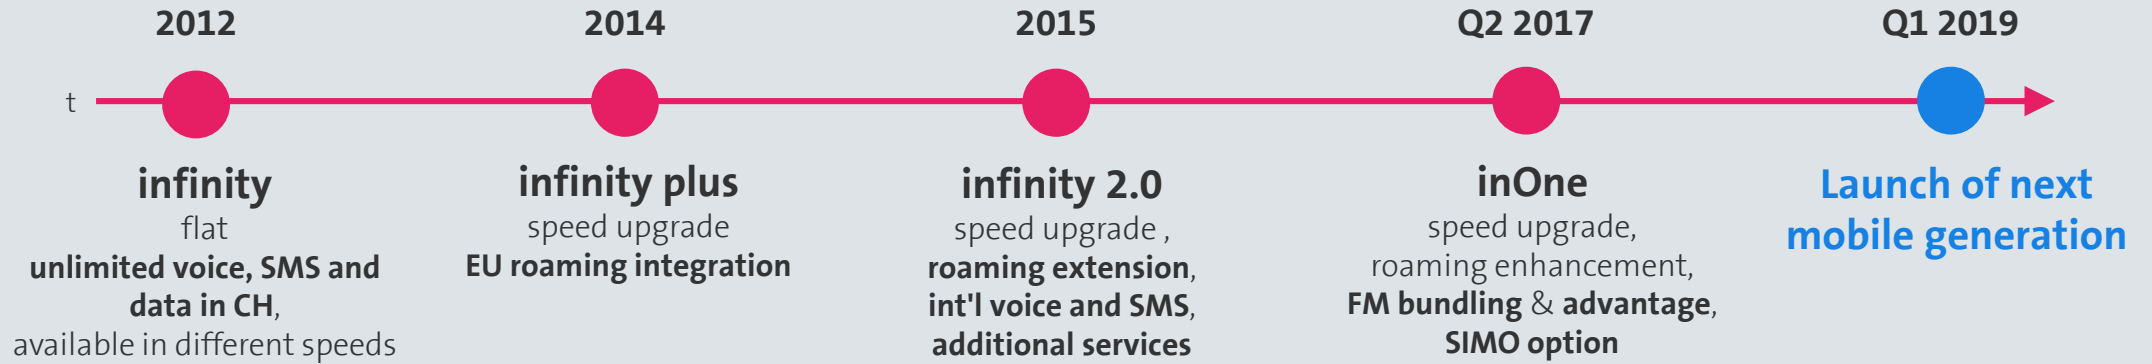 2012
2014
2015
Q2 2017
Q1 2019
t
infinity
flat
unlimited voice, SMS and
data in CH,
available in different speeds
infinity plus
speed upgrade
EU roaming integration
infinity 2.0
speed upgrade ,
roaming extension,
int'l voice and SMS,
additional services
inOne
speed upgrade,
roaming enhancement,
FM bundling & advantage,
SIMO option
Launch of next
mobile generation